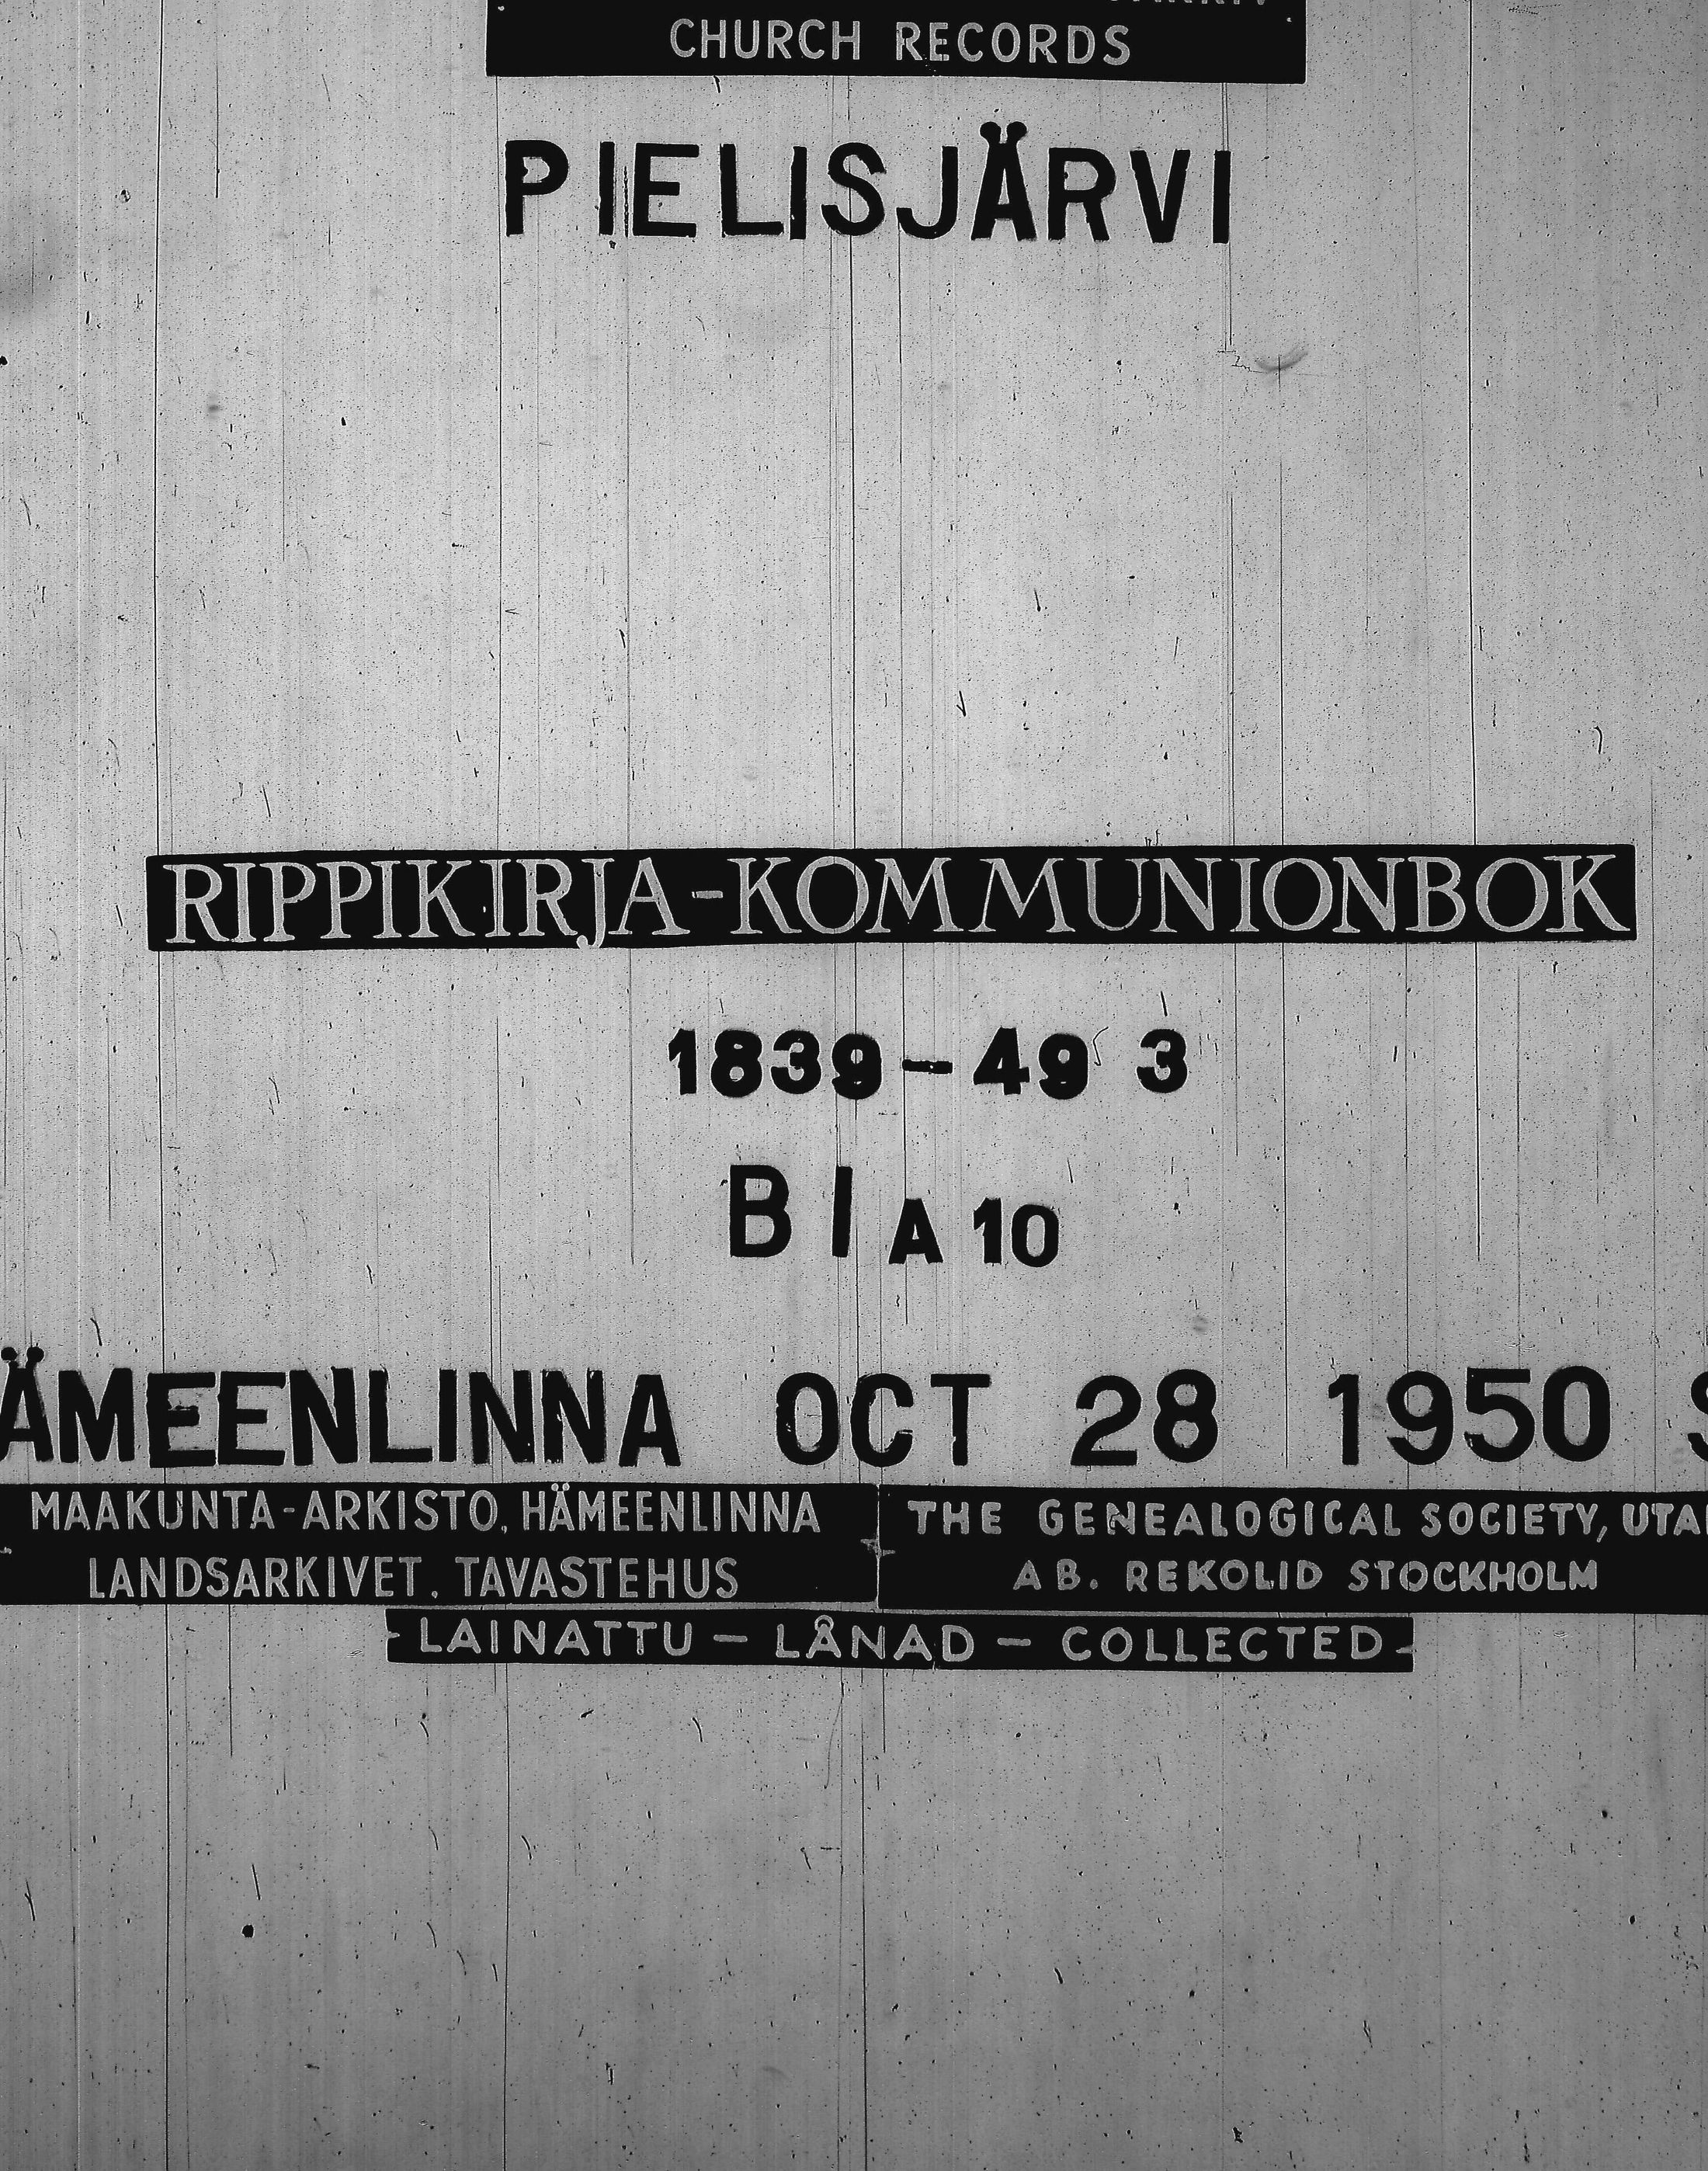 CHURCH RECORDS
PIELISJÄRVI
RIPPIKIRJA-KOMMUNIONBOK
1839-49 3
B I A 10
ÄMEENLINNA OCT 28 1950 S
MAAKUNTA-ARKISTO, HÄMEENLINNA
LANDSARKIVET, TAVASTEHUS
THE GENEALOGICAL SOCIETY, UTA
AB. REKOLID STOCKHOLM
LAINATTU - LÅNAD - COLLECTED